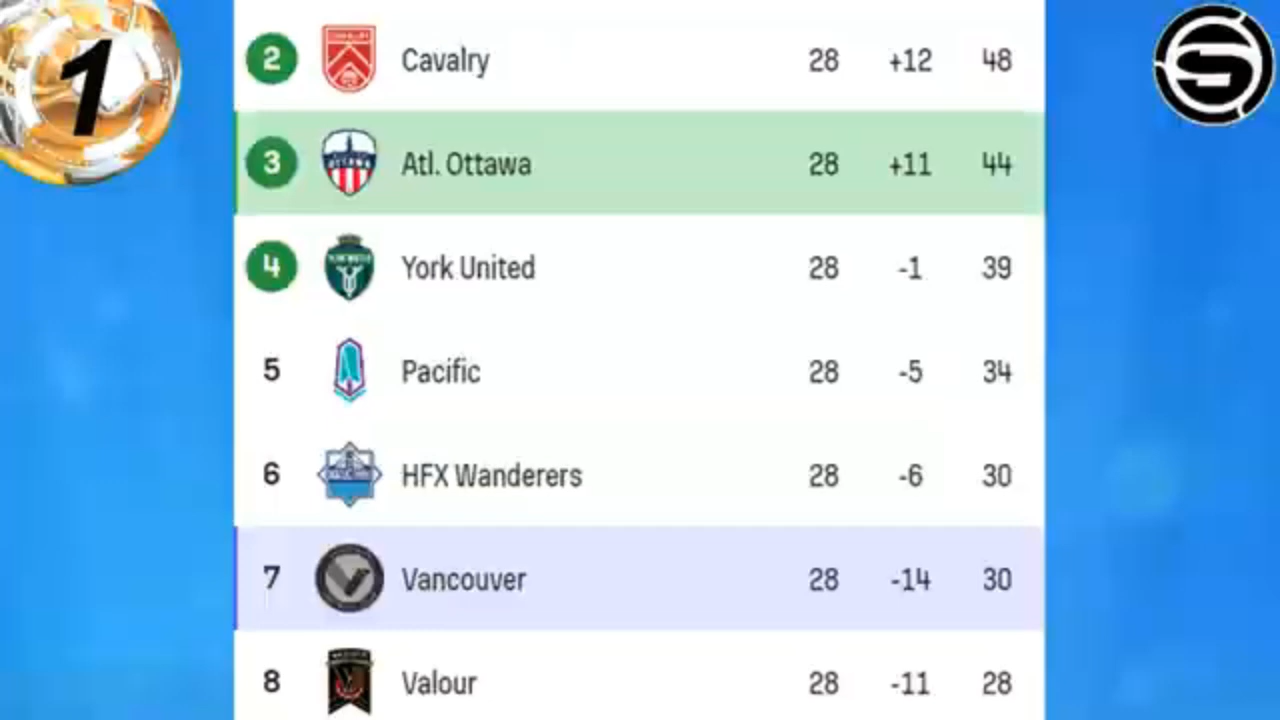 1
2 Cavalry 28 +12 48
3 Atl. Ottawa 28 +11 44
4 York United 28 -1 39
5 Pacific 28 -5 34
6 HFX Wanderers 28 -6 30
7 Vancouver 28 -14 30
8 Valour 28 -11 28